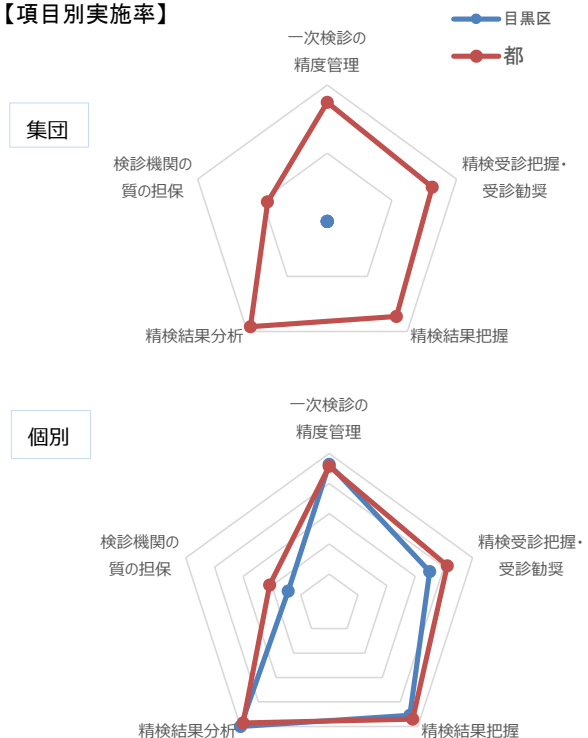 【項目別実施率】
目黒区
都
集団
一次検診の
精度管理
精検受診把握・
受診勧奨
精検結果把握
精検結果分析
検診機関の
質の担保
個別
一次検診の
精度管理
精検受診把握・
受診勧奨
精検結果把握
精検結果分析
検診機関の
質の担保